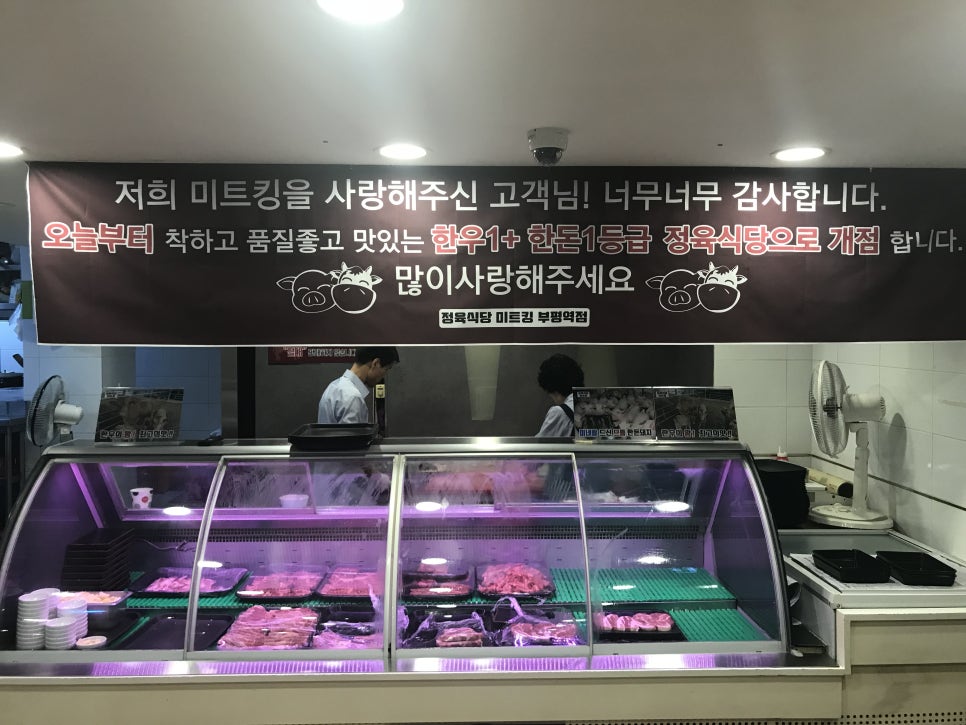 저희 미트킹을 사랑해주신 고객님! 너무너무 감사합니다.
오늘부터 착하고 품질좋고 맛있는 한우1+ 한돈1등급 정육식당으로 개점 합니다.
많이사랑해주세요
정육식당 미트킹 부평역점